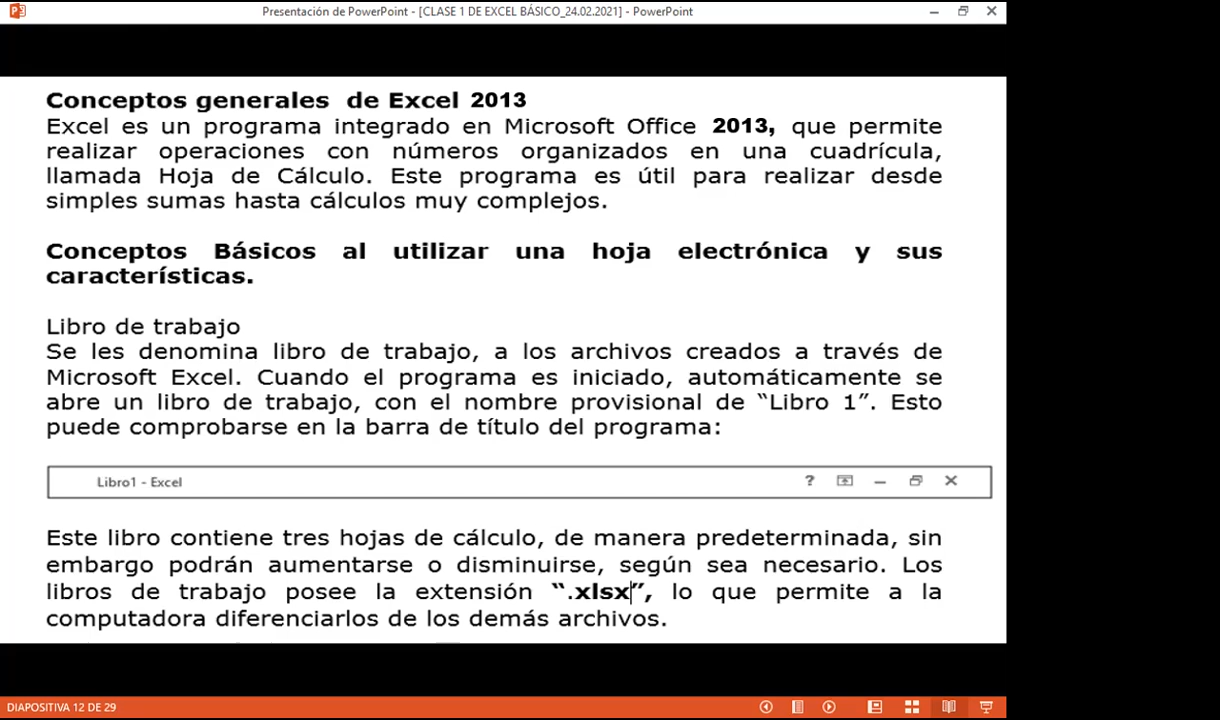 Presentación de PowerPoint - [CLASE 1 DE EXCEL BÁSICO_24.02.2021] - PowerPoint
Conceptos generales de Excel 2013
Excel es un programa integrado en Microsoft Office 2013, que permite
realizar operaciones con números organizados en una cuadrícula,
llamada Hoja de Cálculo. Este programa es útil para realizar desde
simples sumas hasta cálculos muy complejos.
Conceptos Básicos al utilizar una hoja electrónica y sus
características.
Libro de trabajo
Se les denomina libro de trabajo, a los archivos creados a través de
Microsoft Excel. Cuando el programa es iniciado, automáticamente se
abre un libro de trabajo, con el nombre provisional de “Libro 1”. Esto
puede comprobarse en la barra de título del programa:
Libro1 - Excel ?
Este libro contiene tres hojas de cálculo, de manera predeterminada, sin
embargo podrán aumentarse o disminuirse, según sea necesario. Los
libros de trabajo posee la extensión “.xlsx”, lo que permite a la
computadora diferenciarlos de los demás archivos.
DIAPOSITIVA 12 DE 29